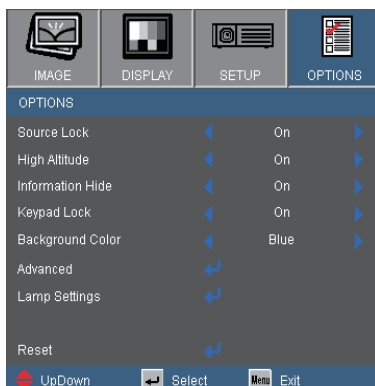 IMAGE DISPLAY SETUP OPTIONS
OPTIONS
Source Lock On
High Altitude On
Information Hide On
Keypad Lock On
Background Color Blue
Advanced
Lamp Settings
Reset
UpDown Select Menu Exit